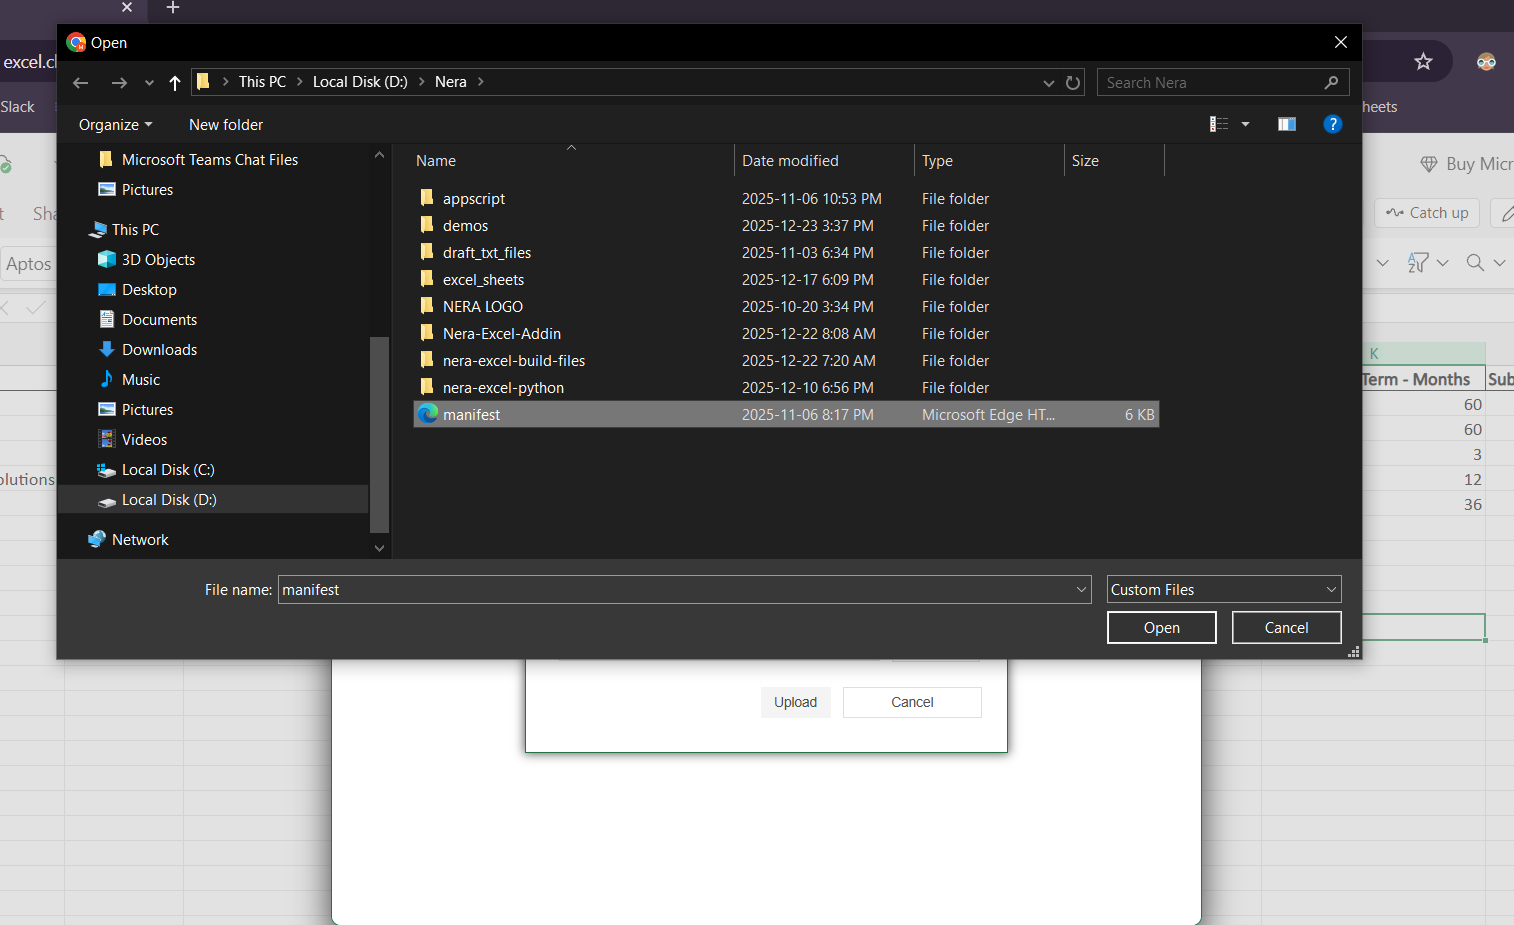 Open
excel.cl
This PC
Local Disk (D:)
Nera
Search Nera
Slack
heets
Organize
New folder
Microsoft Teams Chat Files
Pictures
This PC
3D Objects
Desktop
Documents
Downloads
Music
Pictures
Videos
Local Disk (C:)
Local Disk (D:)
Network
Name Date modified Type Size
appscript 2025-11-06 10:53 PM File folder
demos 2025-12-23 3:37 PM File folder
draft_txt_files 2025-11-03 6:34 PM File folder
excel_sheets 2025-12-17 6:09 PM File folder
NERA LOGO 2025-10-20 3:34 PM File folder
Nera-Excel-Addin 2025-12-22 8:08 AM File folder
nera-excel-build-files 2025-12-22 7:20 AM File folder
nera-excel-python 2025-12-10 6:56 PM File folder
manifest 2025-11-06 8:17 PM Microsoft Edge HT... 6 KB
File name: manifest
Custom Files
Open
Cancel
Buy Micr
t Sha
Catch up
Aptos
K
Term - Months Sub
60
60
3
olutions 12
36
Upload
Cancel